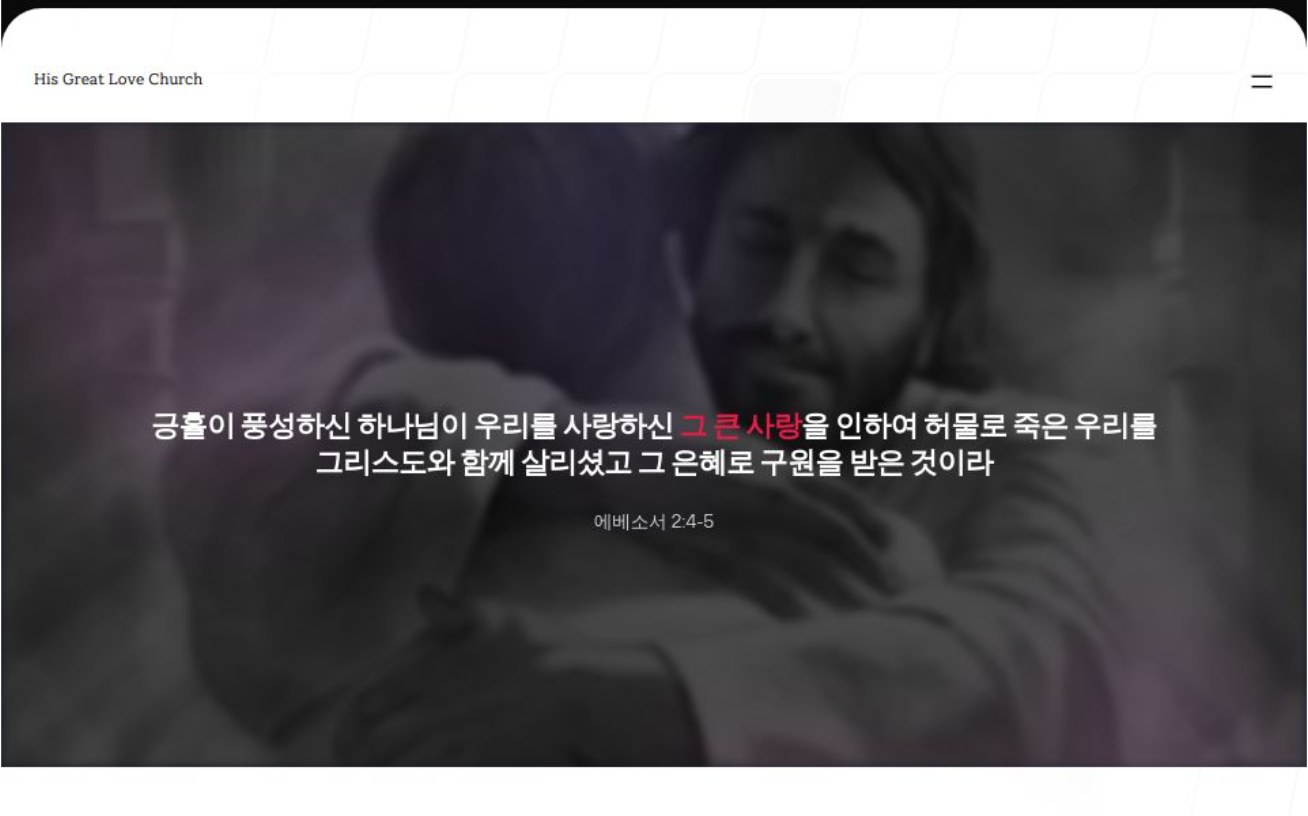 His Great Love Church
긍휼이 풍성하신 하나님이 우리를 사랑하신 그 큰 사랑을 인하여 허물로 죽은 우리를
그리스도와 함께 살리셨고 그 은혜로 구원을 받은 것이라
에베소서 2:4-5